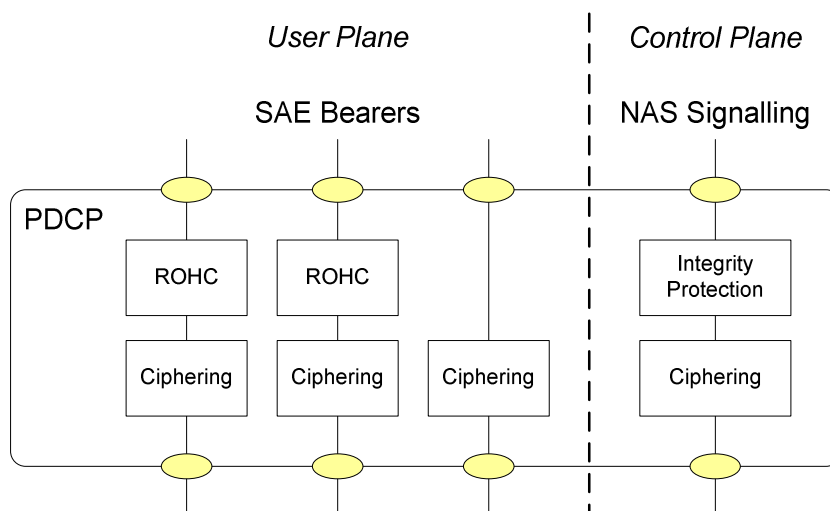 User Plane
Control Plane
SAE Bearers
NAS Signalling
PDCP
ROHC
ROHC
Integrity
Protection
Ciphering
Ciphering
Ciphering
Ciphering